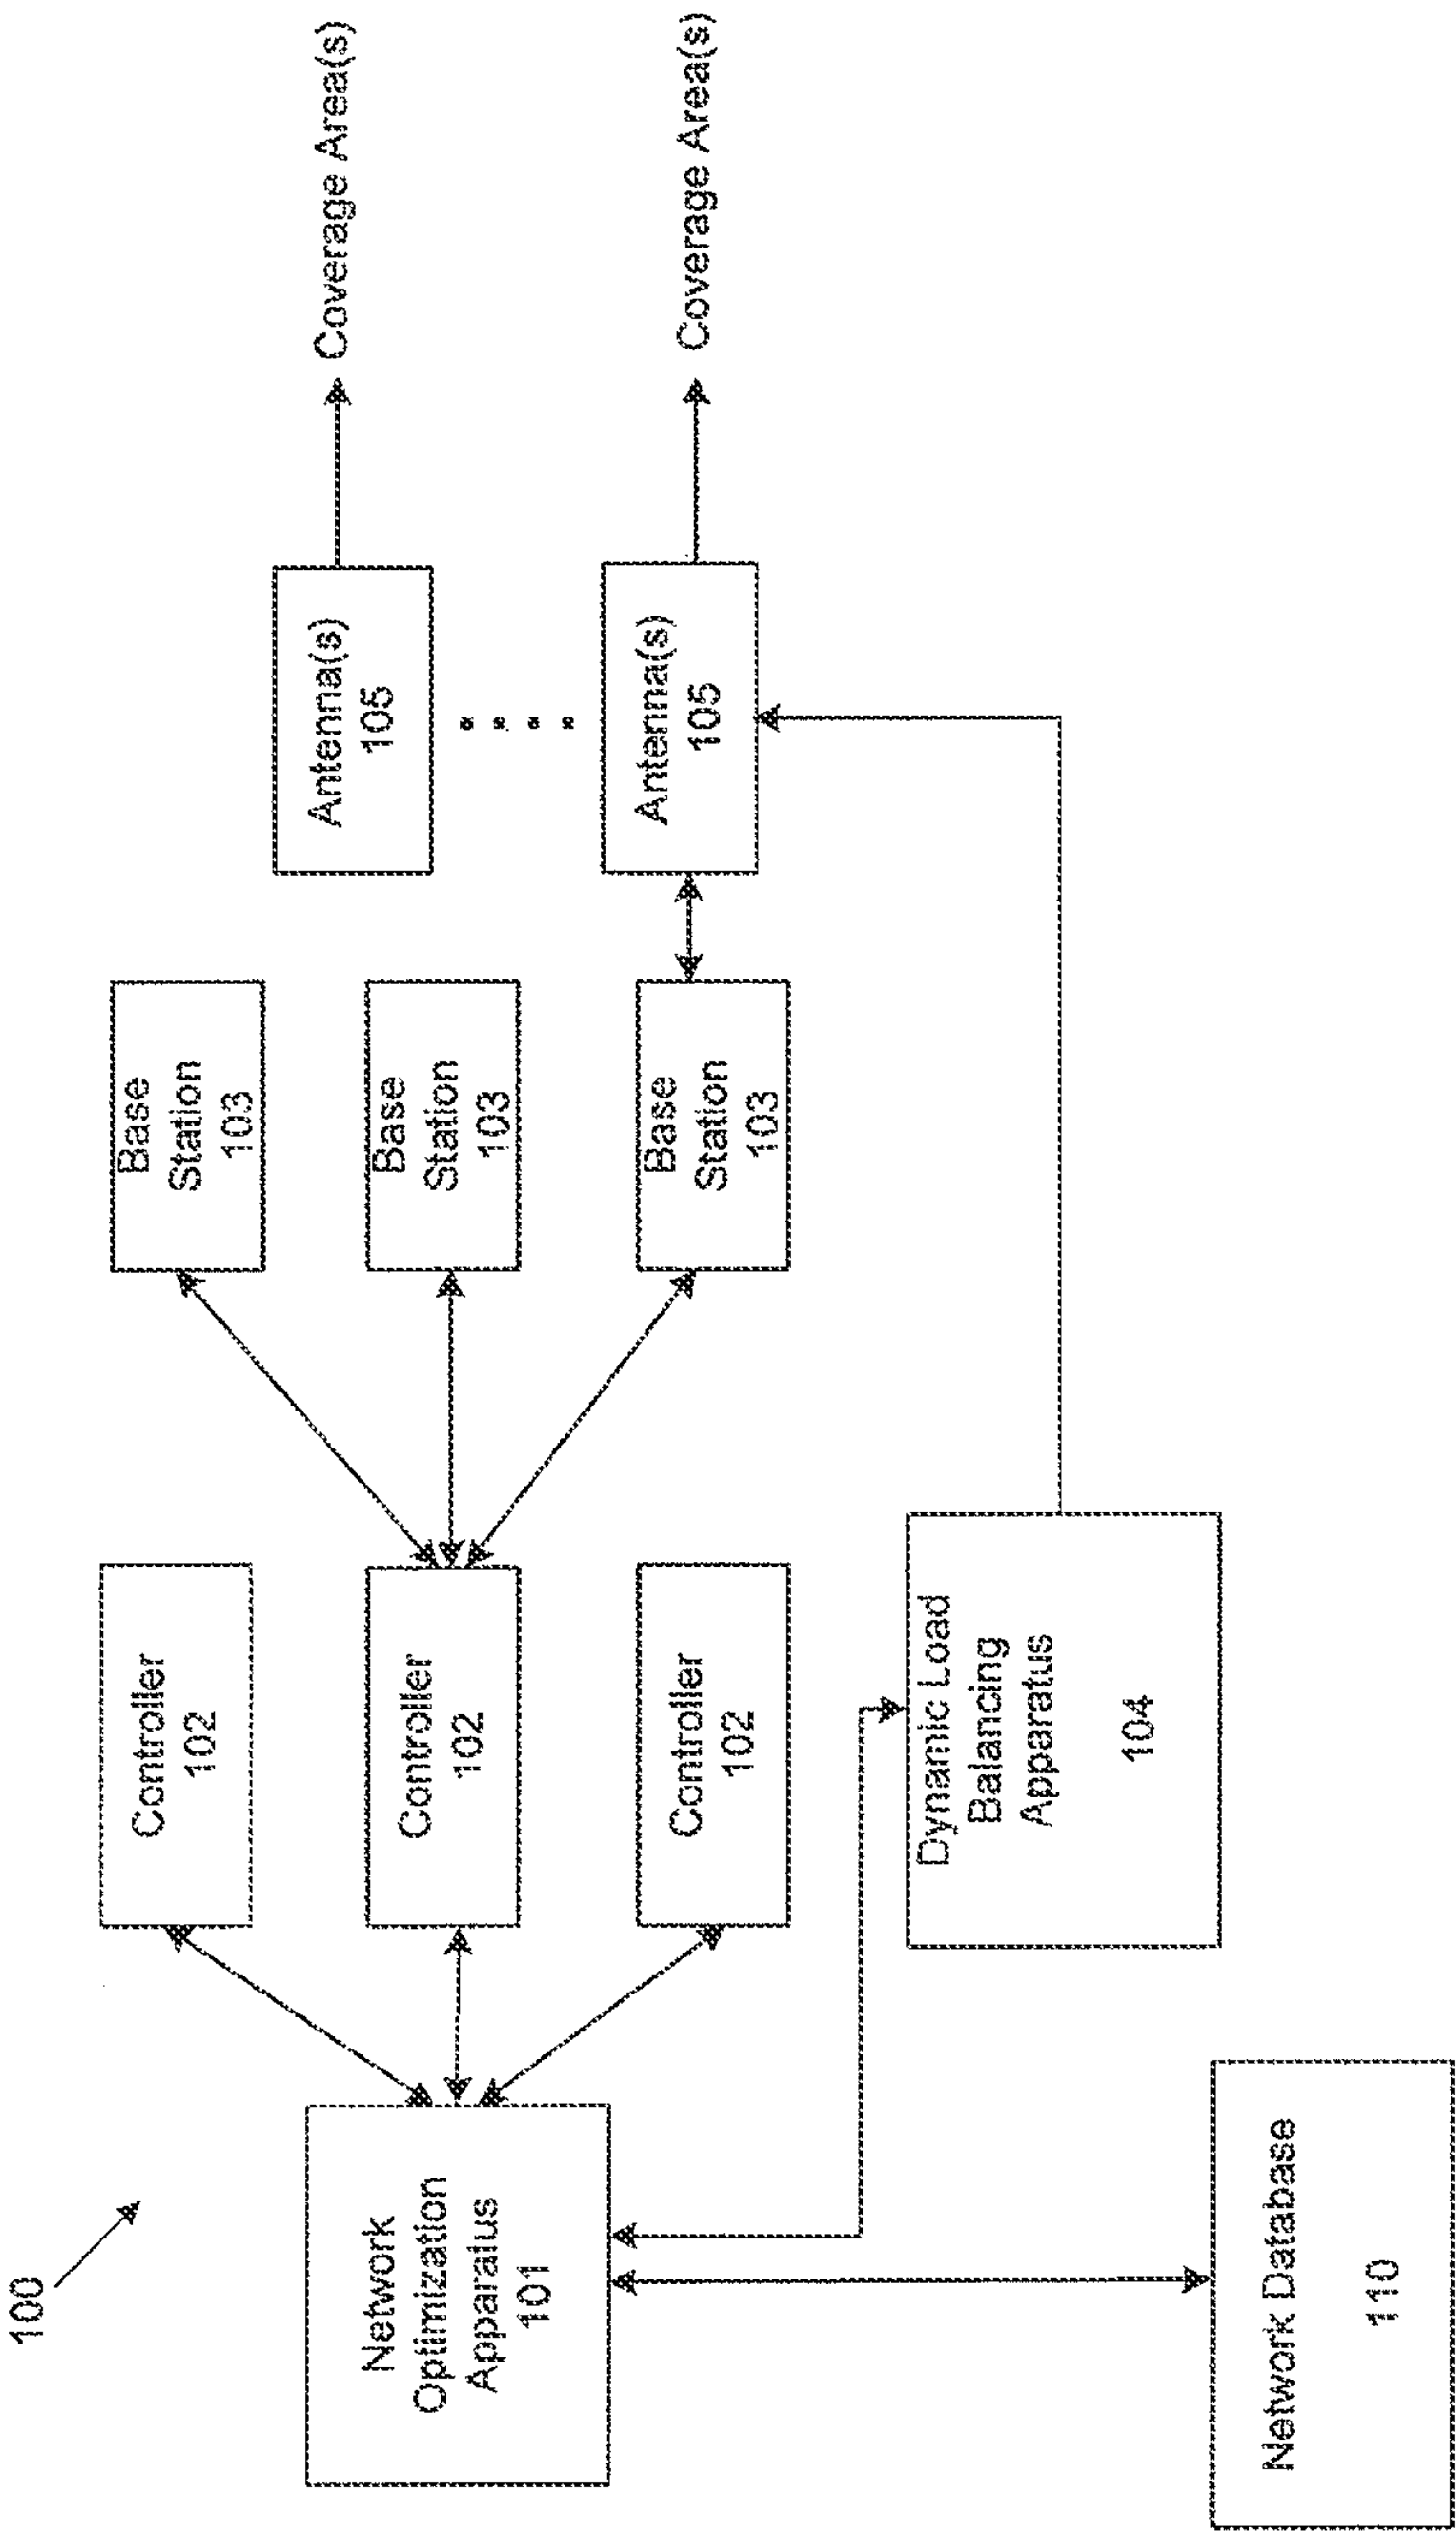 100
Network
Optimization
Apparatus
101
Network Database
110
Controller
102
Controller
102
Controller
102
Dynamic Load
Balancing
Apparatus
104
Base
Station
103
Base
Station
103
Base
Station
103
Antenna(s)
105
Antenna(s)
105
Coverage Area(s)
Coverage Area(s)